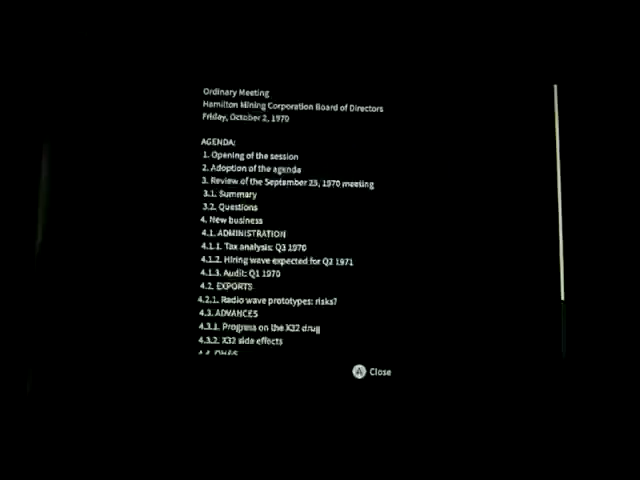 Ordinary Meeting
Hamilton Mining Corporation Board of Directors
Friday, October 2, 1970
AGENDA:
1. Opening of the session
2. Adoption of the agenda
3. Review of the September 25, 1970 meeting
3.1. Summary
3.2. Questions
4. New business
4.1. ADMINISTRATION
4.1.1. Tax analysis: Q3 1970
4.1.2. Hiring wave expected for Q2 1971
4.1.3. Audit: Q1 1970
4.2. EXPORTS
4.2.1. Radio wave prototypes: risks?
4.3. ADVANCES
4.3.1. Progress on the X32 drug
4.3.2. X32 side effects
A Close